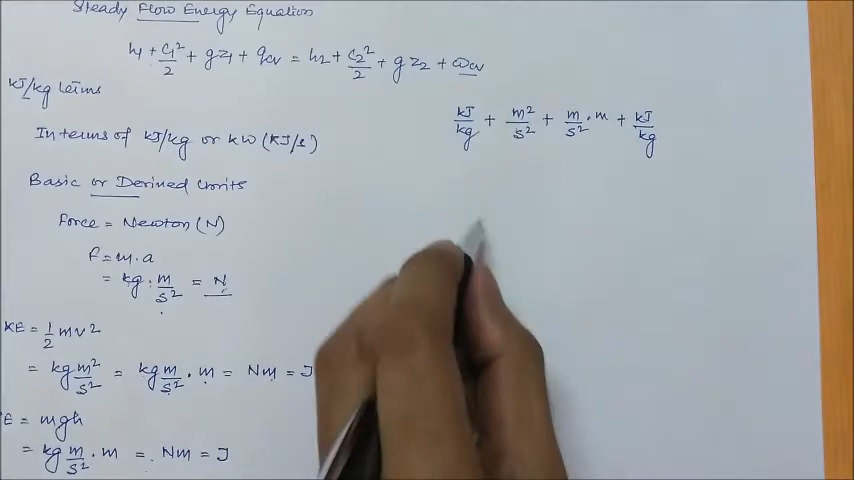 Steady Flow Energy Equation
h₁ + C₁²/2 + gz₁ + qcv = h₂ + C₂²/2 + gz₂ + ωcv
kJ/kg terms
In terms of kJ/kg or kW (kJ/s)
Basic or Derived Units
Force = Newton (N)
F = m.a
= kg . m/s² = N
KE = 1/2 mv2
= kg m²/s² = kg m/s² . m = Nm = J
E = mgh
= kg m/s² . m = Nm = J
kJ/kg + m²/s² + m/s² . m + kJ/kg